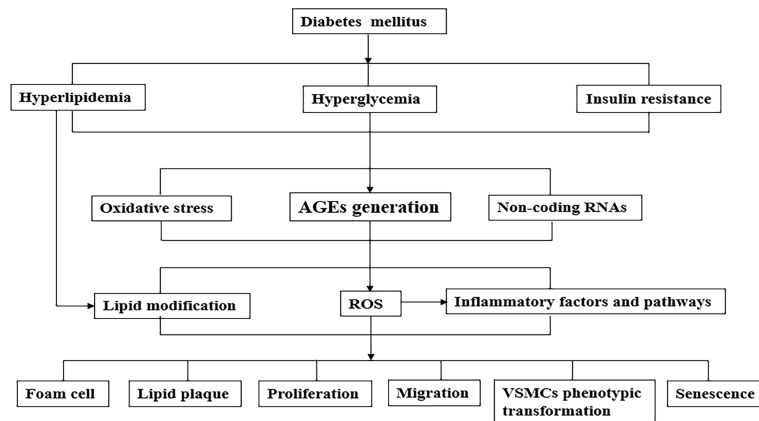 Diabetes mellitus
Hyperlipidemia
Hyperglycemia
Insulin resistance
Oxidative stress
AGEs generation
Non-coding RNAs
Lipid modification
ROS
Inflammatory factors and pathways
Foam cell
Lipid plaque
Proliferation
Migration
VSMCs phenotypic
transformation
Senescence